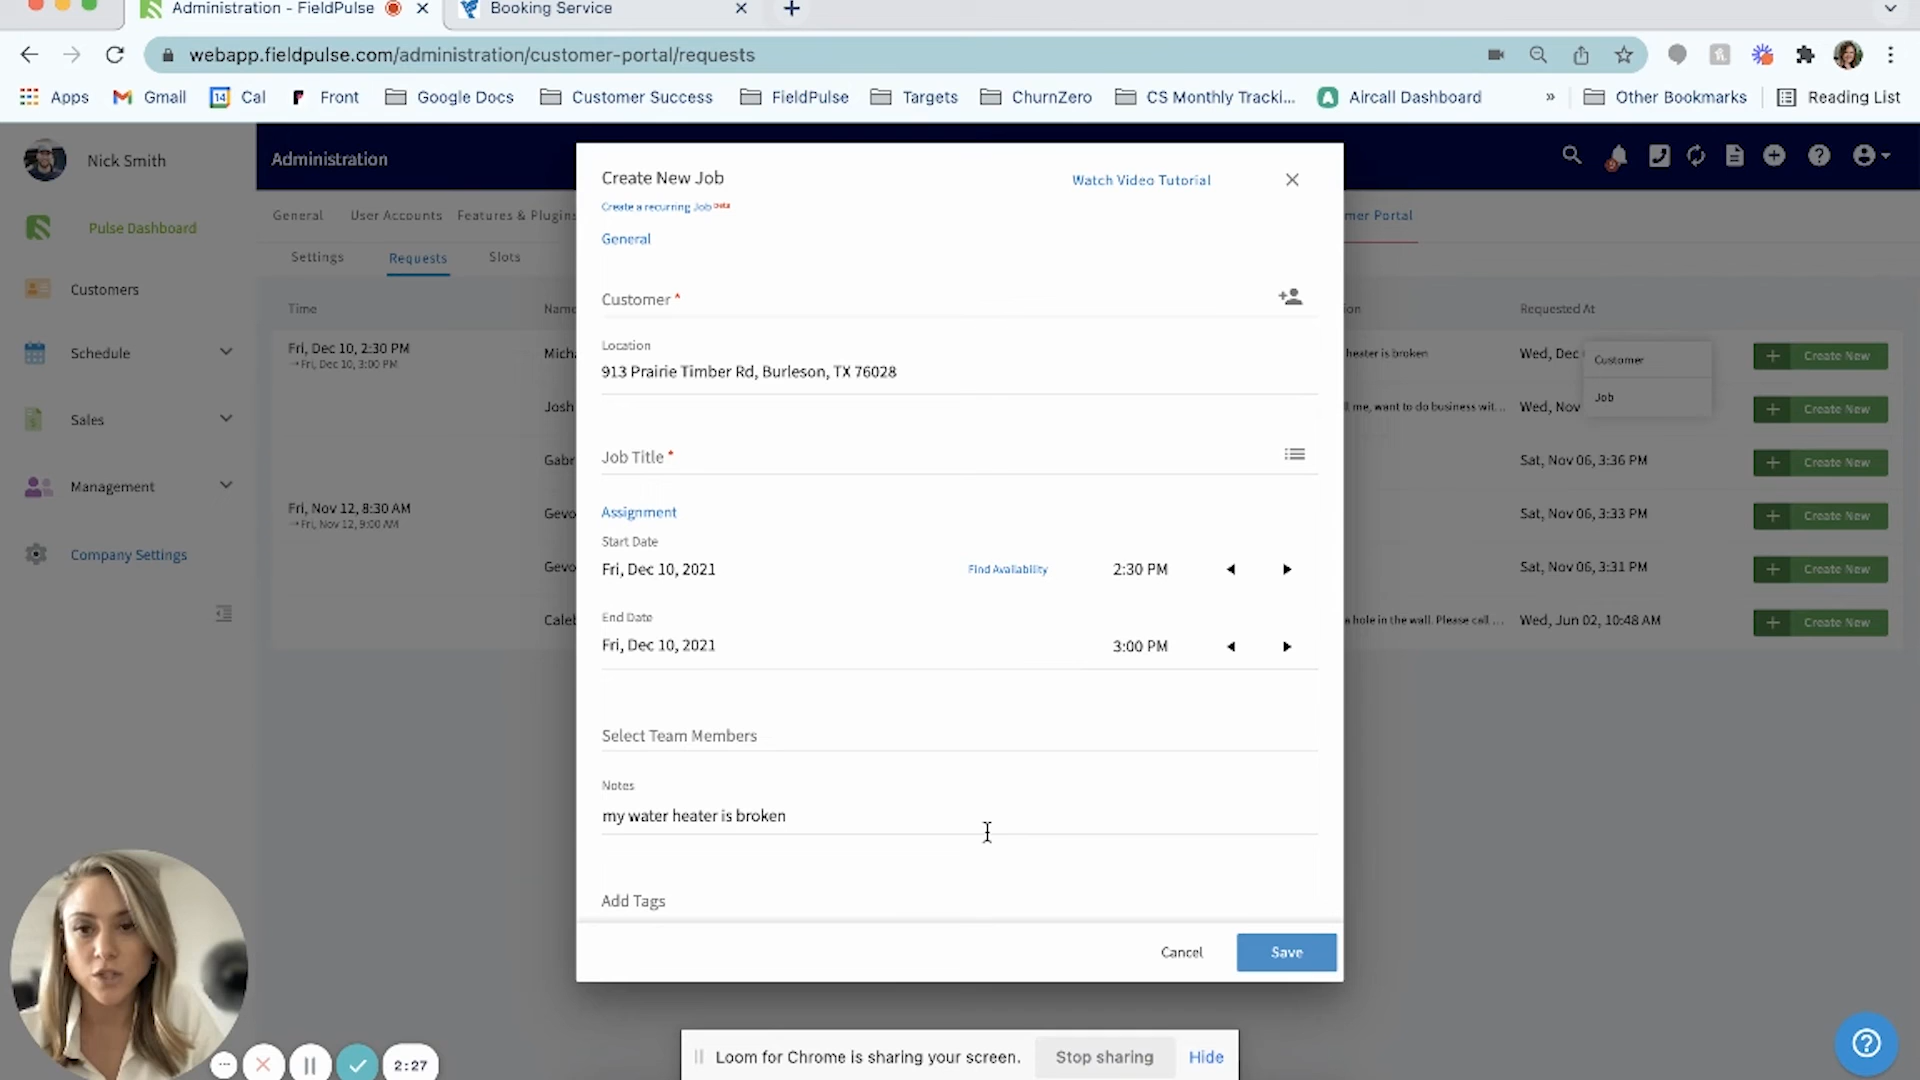 Administration - FieldPulse
Booking Service
webapp.fieldpulse.com/administration/customer-portal/requests
Apps
Gmail
14
Cal
Front
Google Docs
Customer Success
FieldPulse
Targets
ChurnZero
CS Monthly Tracki...
Aircall Dashboard
»
Other Bookmarks
Reading List
Nick Smith
Administration
Pulse Dashboard
Customers
Schedule
Sales
Management
Company Settings
General
User Accounts
Features & Plugins
mer Portal
Settings
Requests
Slots
Time
Name
ion
Requested At
Fri, Dec 10, 2:30 PM
→Fri, Dec 10, 3:00 PM
Mich
heater is broken
Wed, Dec
Create New
Josh
l me, want to do business wit...
Wed, Nov
Create New
Gabr
Sat, Nov 06, 3:36 PM
Create New
Fri, Nov 12, 8:30 AM
→Fri, Nov 12, 9:00 AM
Gevo
Sat, Nov 06, 3:33 PM
Create New
Gevo
Sat, Nov 06, 3:31 PM
Create New
Caleb
a hole in the wall. Please call ...
Wed, Jun 02, 10:48 AM
Create New
Customer
Job
Create New Job
Watch Video Tutorial
Create a recurring Job beta
General
Customer *
Location
913 Prairie Timber Rd, Burleson, TX 76028
Job Title *
Assignment
Start Date
Fri, Dec 10, 2021
Find Availability
2:30 PM
End Date
Fri, Dec 10, 2021
3:00 PM
Select Team Members
Notes
my water heater is broken
Add Tags
Cancel
Save
2:27
Loom for Chrome is sharing your screen.
Stop sharing
Hide